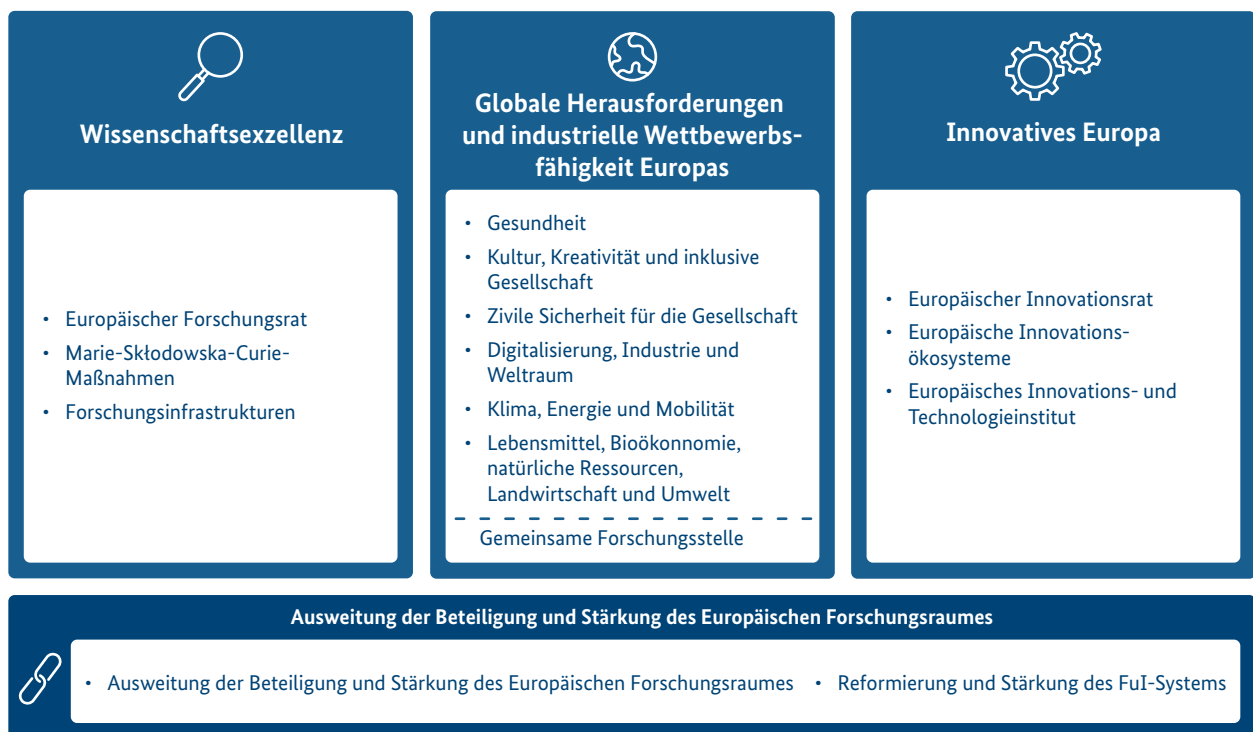 Wissenschaftsexzellenz
• Europäischer Forschungsrat
• Marie-Skłodowska-Curie-
Maßnahmen
• Forschungsinfrastrukturen
Globale Herausforderungen
und industrielle Wettbewerbs-
fähigkeit Europas
• Gesundheit
• Kultur, Kreativität und inklusive
Gesellschaft
• Zivile Sicherheit für die Gesellschaft
• Digitalisierung, Industrie und
Weltraum
• Klima, Energie und Mobilität
• Lebensmittel, Bioökonnomie,
natürliche Ressourcen,
Landwirtschaft und Umwelt
Gemeinsame Forschungsstelle
Innovatives Europa
• Europäischer Innovationsrat
• Europäische Innovations-
ökosysteme
• Europäisches Innovations- und
Technologieinstitut
Ausweitung der Beteiligung und Stärkung des Europäischen Forschungsraumes
• Ausweitung der Beteiligung und Stärkung des Europäischen Forschungsraumes • Reformierung und Stärkung des FuI-Systems